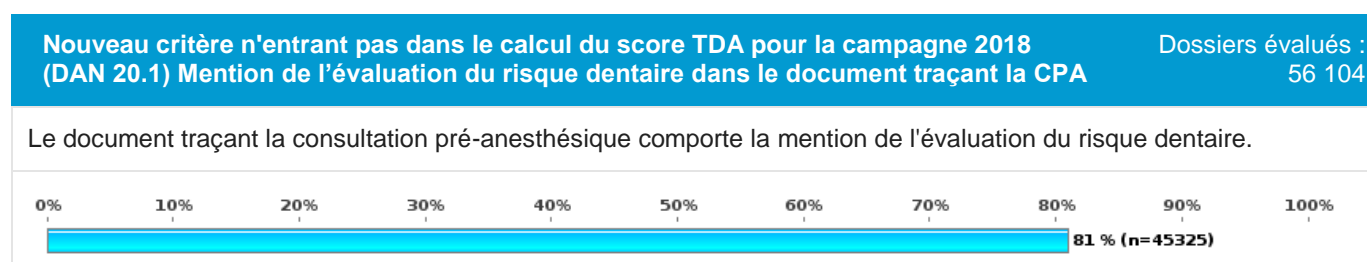 Nouveau critère n'entrant pas dans le calcul du score TDA pour la campagne 2018
(DAN 20.1) Mention de l’évaluation du risque dentaire dans le document traçant la CPA
Dossiers évalués :
56 104
Le document traçant la consultation pré-anesthésique comporte la mention de l'évaluation du risque dentaire.
0% 10% 20% 30% 40% 50% 60% 70% 80% 90% 100%
81 % (n=45325)